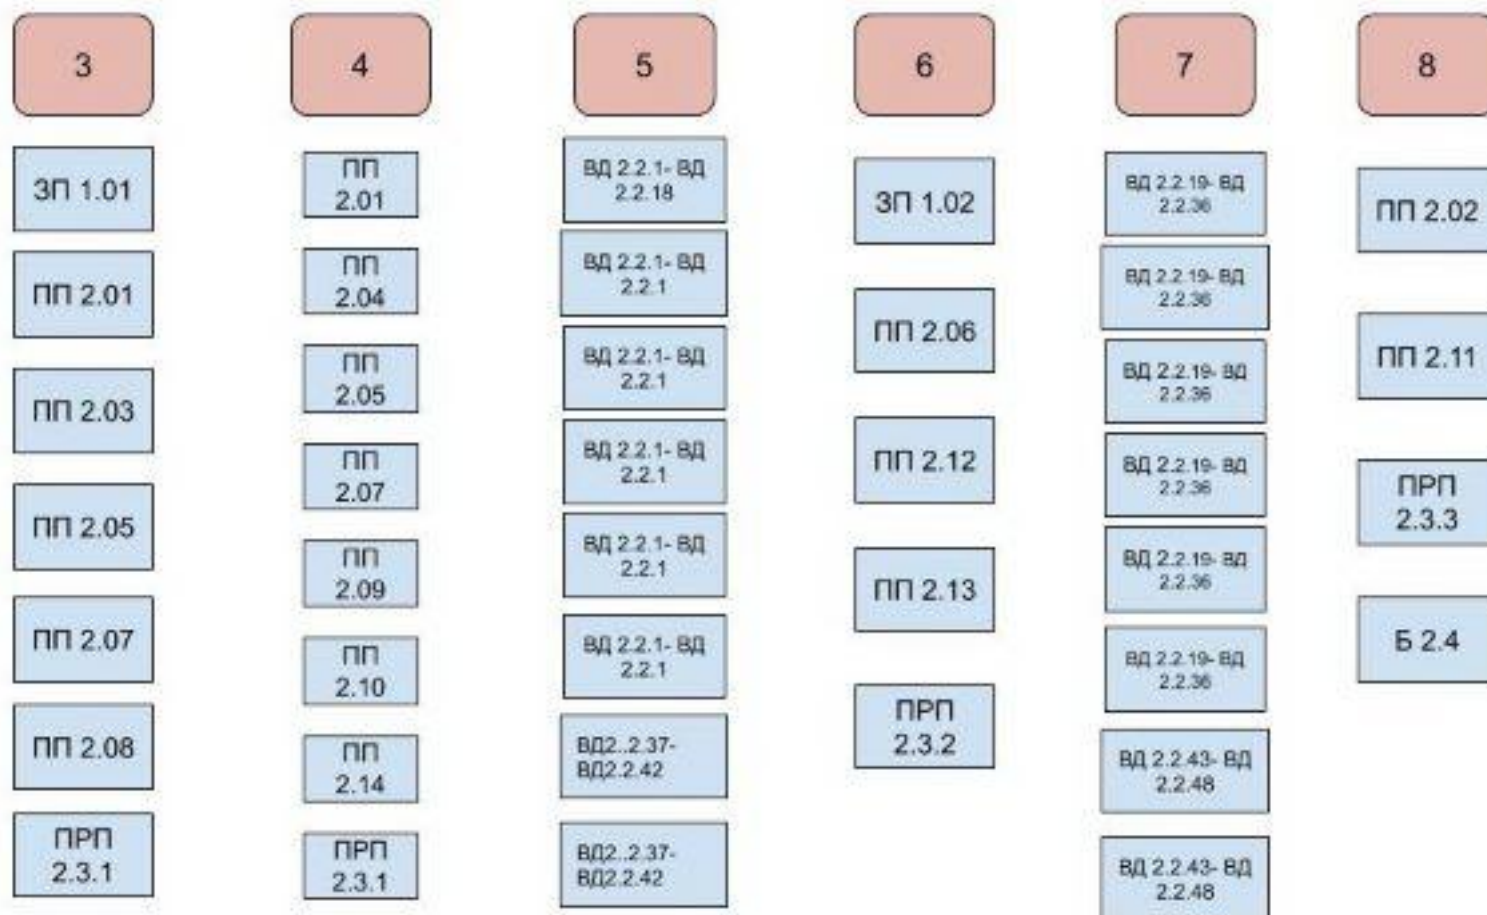 3
4
5
6
7
8
ЗП 1.01
ПП 2.01
ПП 2.03
ПП 2.05
ПП 2.07
ПП 2.08
ПРП
2.3.1
ПП
2.01
ПП
2.04
ПП
2.05
ПП
2.07
ПП
2.09
ПП
2.10
ПП
2.14
ПРП
2.3.1
ВД 2.2.1- ВД
2.2.18
ВД 2.2.1- ВД
2.2.1
ВД 2.2.1- ВД
2.2.1
ВД 2.2.1- ВД
2.2.1
ВД 2.2.1- ВД
2.2.1
ВД 2.2.1- ВД
2.2.1
ВД2..2.37-
ВД2.2.42
ВД2..2.37-
ВД2.2.42
ЗП 1.02
ПП 2.06
ПП 2.12
ПП 2.13
ПРП
2.3.2
ВД 2.2.19- ВД
2.2.36
ВД 2.2.19- ВД
2.2.36
ВД 2.2.19- ВД
2.2.36
ВД 2.2.19- ВД
2.2.36
ВД 2.2.19- ВД
2.2.36
ВД 2.2.19- ВД
2.2.36
ВД 2.2.43- ВД
2.2.48
ВД 2.2.43- ВД
2.2.48
ПП 2.02
ПП 2.11
ПРП
2.3.3
Б 2.4